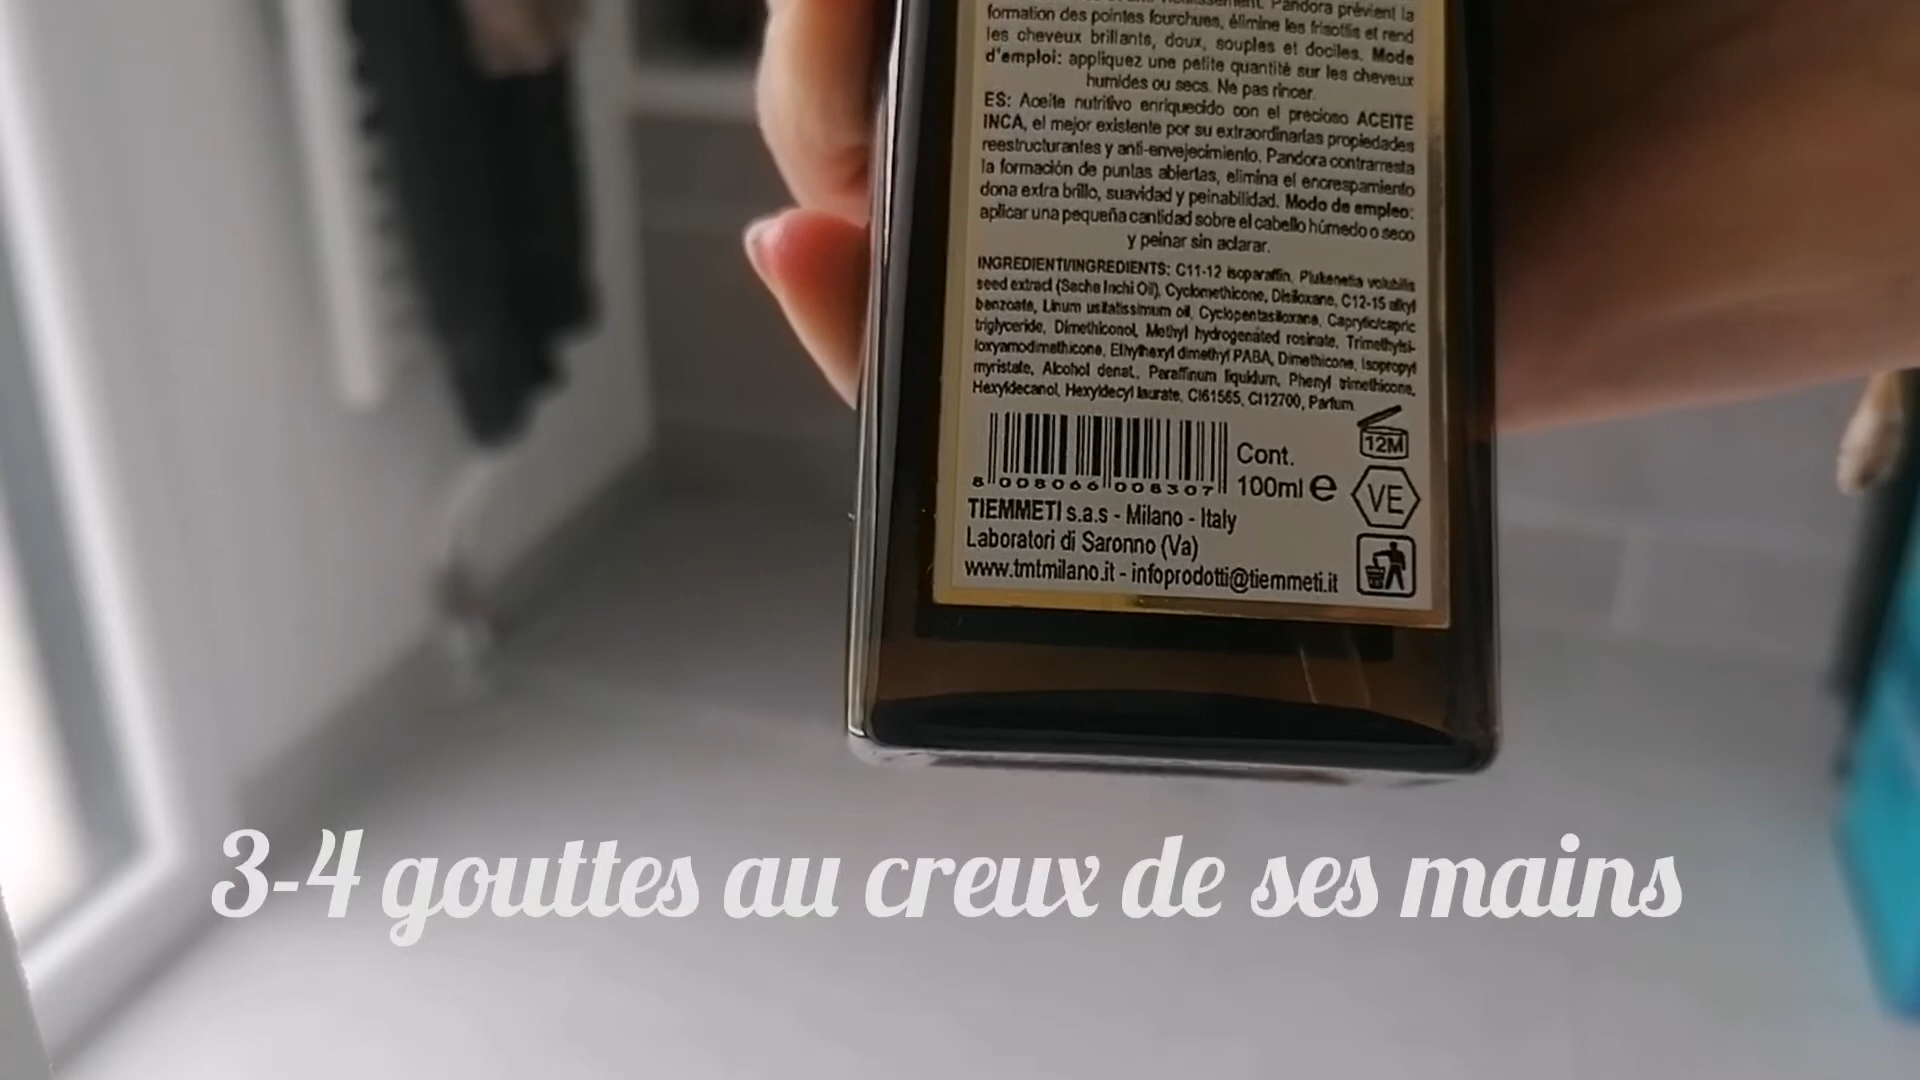 Pandora prévient la
formation des pointes fourchues, élimine les frisottis et rend
les cheveux brillants, doux, souples et dociles. Mode
d'emploi: appliquez une petite quantité sur les cheveux
humides ou secs. Ne pas rincer.
ES: Aceite nutritivo enriquecido con el precioso ACEITE
INCA, el mejor existente por su extraordinarias propiedades
reestructurantes y anti-envejecimiento. Pandora contrarresta
la formación de puntas abiertas, elimina el encrespamiento
dona extra brillo, suavidad y peinabilidad. Modo de empleo:
aplicar una pequeña cantidad sobre el cabello húmedo o seco
y peinar sin aclarar.
INGREDIENTI/INGREDIENTS: C11-12 isoparaffin, Plukenetia volubilis
seed extract (Sacha Inchi Oil), Cyclomethicone, Disiloxane, C12-15 alkyl
benzoate, Linum usitatissimum oil, Cyclopentasiloxane, Caprylic/capric
triglyceride, Dimethiconol, Methyl hydrogenated rosinate, Trimethylsi-
loxyamodimethicone, Ethylhexyl dimethyl PABA, Dimethicone, Isopropyl
myristate, Alcohol denat., Paraffinum liquidum, Phenyl trimethicone,
Hexyldecanol, Hexyldecyl laurate, CI61565, CI12700, Parfum
12M
Cont.
100ml e
8 008066 008307
VE
TIEMMETI s.a.s - Milano - Italy
Laboratori di Saronno (Va)
www.tmtmilano.it - infoprodotti@tiemmeti.it
3-4 gouttes au creux de ses mains